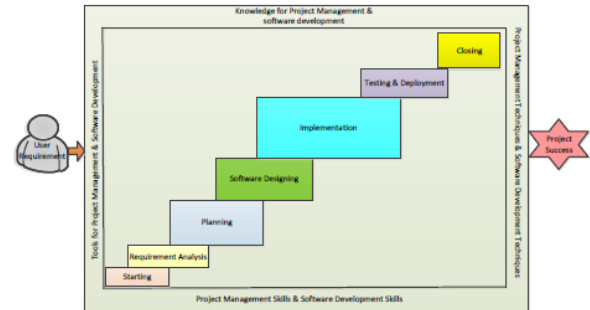 Knowledge for Project Management &
software development
Closing
Testing & Deployment
Implementation
Software Designing
Planning
Requirement Analysis
Starting
Tools for Project Management & Software Development
User
Requirement
Project Management Techniques & Software Development Techniques
Project
Success
Project Management Skills & Software Development Skills